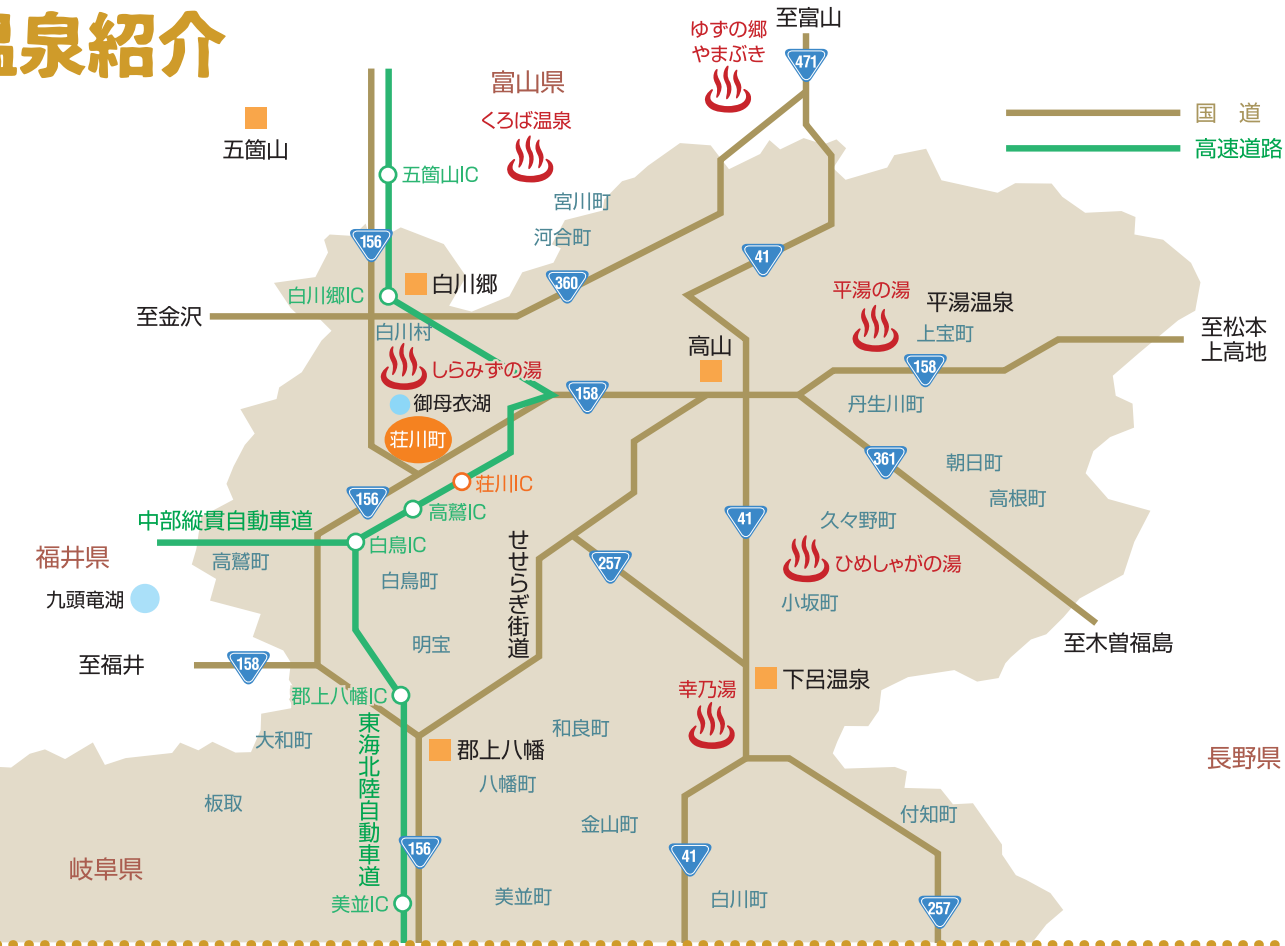 温泉紹介
至富山
ゆずの郷
やまぶき
471
富山県
国 道
高速道路
くろば温泉
五箇山
五箇山IC
宮川町
河合町
156
41
360
白川郷
白川郷IC
平湯の湯
平湯温泉
至金沢
白川村
上宝町
至松本
上高地
高山
しらみずの湯
158
158
御母衣湖
丹生川町
荘川町
361
朝日町
荘川IC
高根町
156
高鷲IC
中部縦貫自動車道
41
久々野町
白鳥IC
福井県
高鷲町
せせらぎ街道
257
ひめしゃがの湯
白鳥町
九頭竜湖
小坂町
明宝
至木曽福島
至福井
158
下呂温泉
幸乃湯
郡上八幡IC
東海北陸自動車道
和良町
大和町
郡上八幡
長野県
八幡町
板取
付知町
金山町
156
41
岐阜県
美並町
白川町
美並IC
257